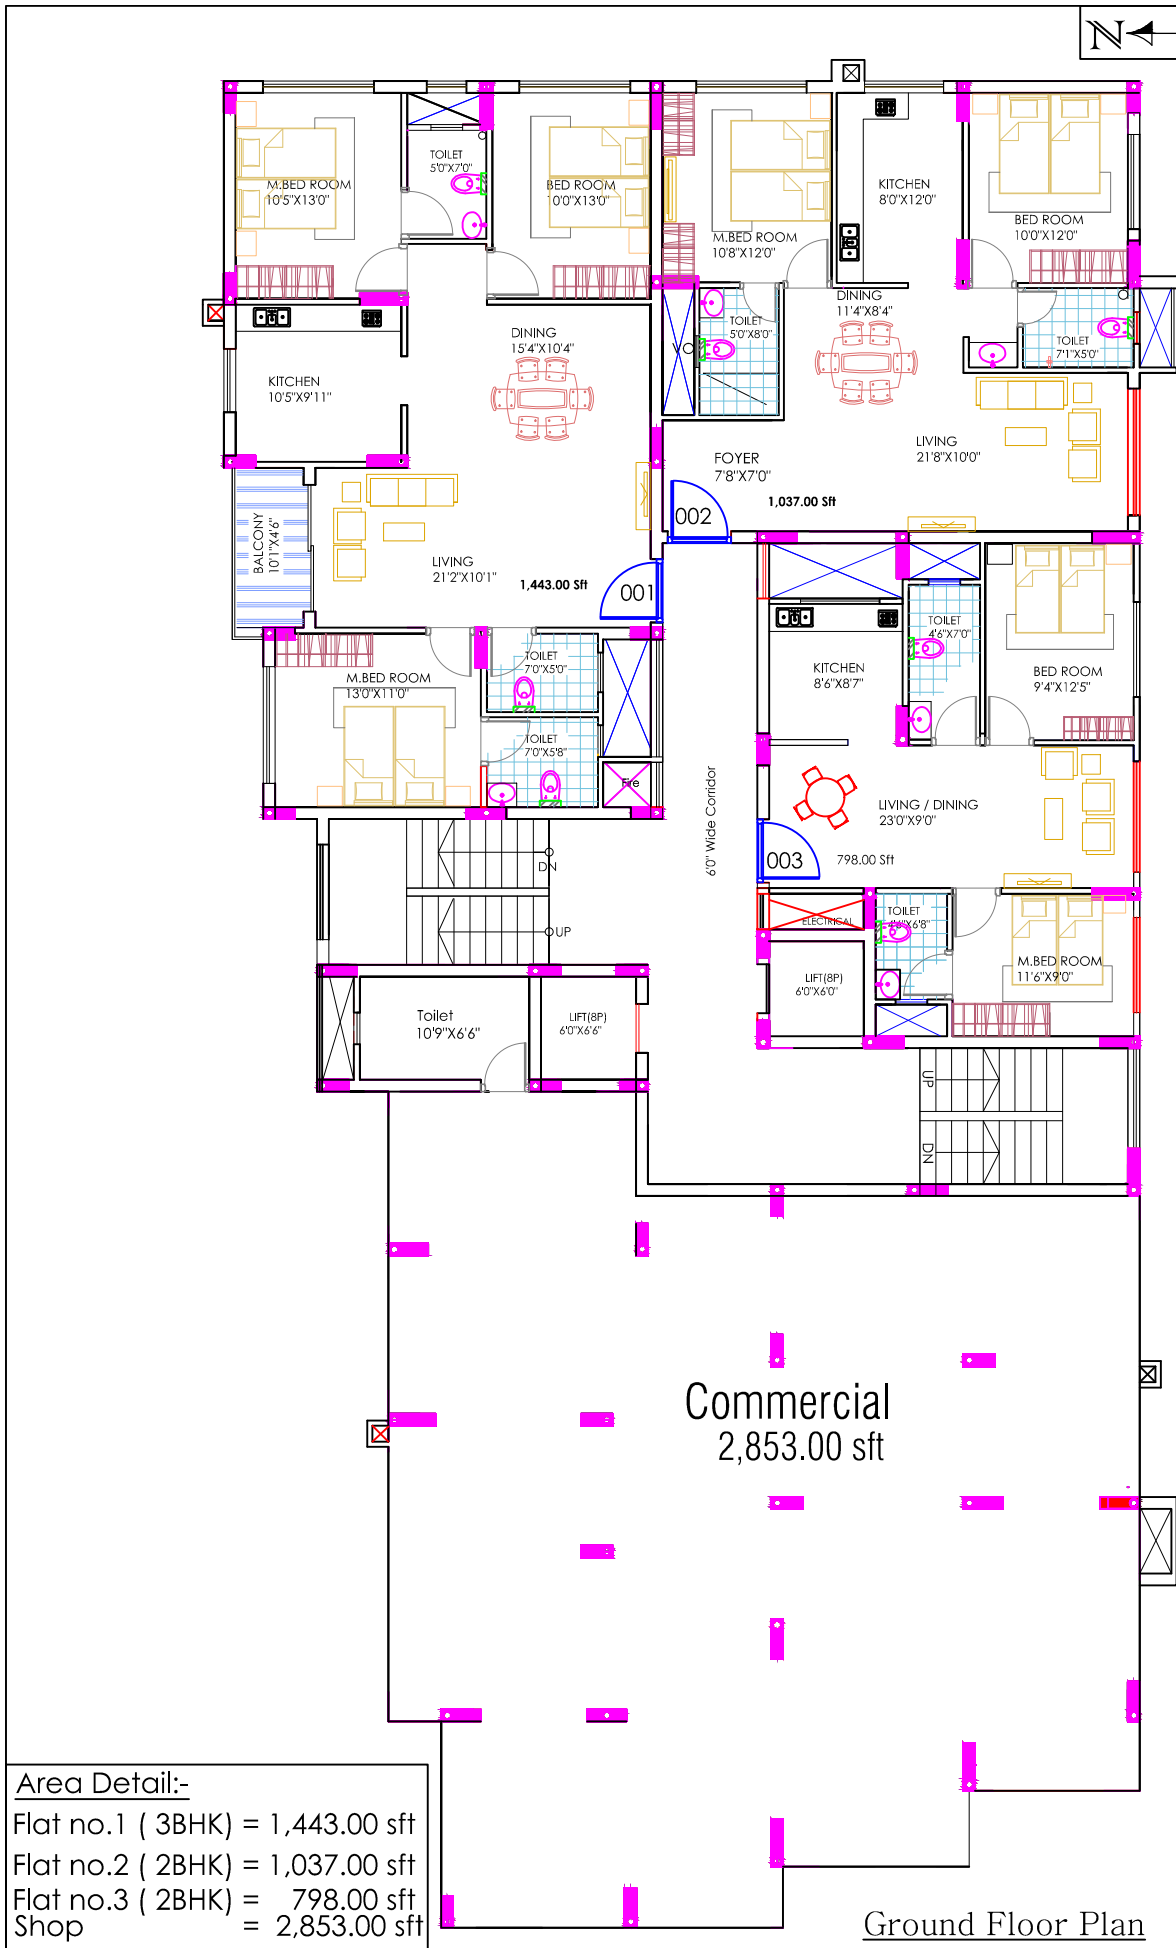 N
M.BED ROOM
10'5"X13'0"
TOILET
5'0"X7'0"
BED ROOM
10'0"X13'0"
M.BED ROOM
10'8"X12'0"
KITCHEN
8'0"X12'0"
BED ROOM
10'0"X12'0"
DINING
15'4"X10'4"
TOILET
5'0"X8'0"
DINING
11'4"X8'4"
TOILET
7'1"X5'0"
KITCHEN
10'5"X9'11"
FOYER
7'8"X7'0"
LIVING
21'8"X10'0"
1,037.00 Sft
002
BALCONY
10'1"X4'6"
LIVING
21'2"X10'1"
1,443.00 Sft
001
TOILET
4'6"X7'0"
KITCHEN
8'6"X8'7"
BED ROOM
9'4"X12'5"
M.BED ROOM
13'0"X11'0"
TOILET
7'0"X5'0"
TOILET
7'0"X5'8"
Fire
6'0" Wide Corridor
LIVING / DINING
23'0"X9'0"
003
798.00 Sft
DN
UP
ELECTRICAL
TOILET
4'6"X6'8"
M.BED ROOM
11'6"X9'0"
LIFT(8P)
6'0"X6'0"
Toilet
10'9"X6'6"
LIFT(8P)
6'0"X6'6"
UP
DN
Commercial
2,853.00 sft
Area Detail:-
Flat no.1 ( 3BHK) = 1,443.00 sft
Flat no.2 ( 2BHK) = 1,037.00 sft
Flat no.3 ( 2BHK) = 798.00 sft
Shop = 2,853.00 sft
Ground Floor Plan